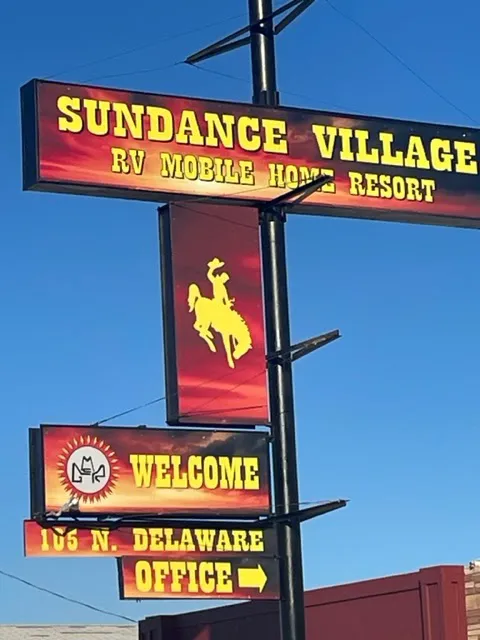 SUNDANCE VILLAGE
RV MOBILE HOME RESORT
WELCOME
105 N. DELAWARE
OFFICE